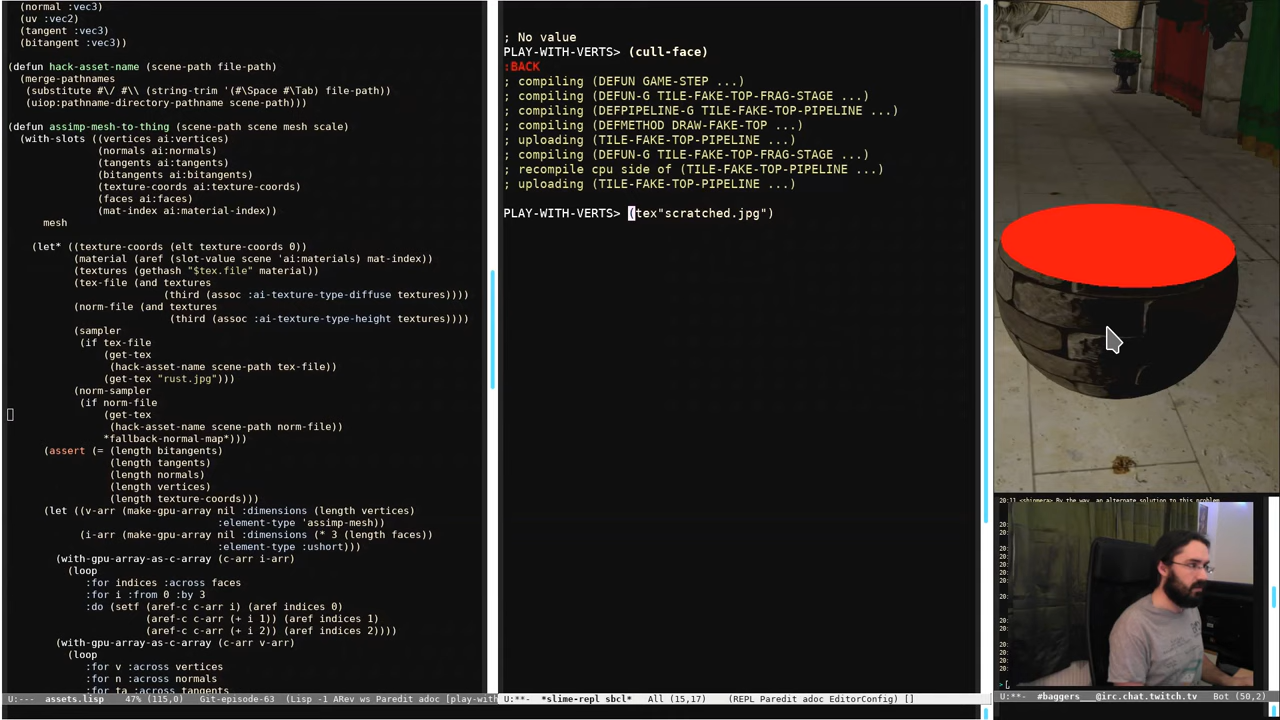 (normal :vec3)
(uv :vec2)
(tangent :vec3)
(bitangent :vec3))
(defun hack-asset-name (scene-path file-path)
(merge-pathnames
(substitute #\/ #\\ (string-trim '(#\Space #\Tab) file-path))
(uiop:pathname-directory-pathname scene-path)))
(defun assimp-mesh-to-thing (scene-path scene mesh scale)
(with-slots ((vertices ai:vertices)
(normals ai:normals)
(tangents ai:tangents)
(bitangents ai:bitangents)
(texture-coords ai:texture-coords)
(faces ai:faces)
(mat-index ai:material-index))
mesh
(let* ((texture-coords (elt texture-coords 0))
(material (aref (slot-value scene 'ai:materials) mat-index))
(textures (gethash "$tex.file" material))
(tex-file (and textures
(third (assoc :ai-texture-type-diffuse textures))))
(norm-file (and textures
(third (assoc :ai-texture-type-height textures))))
(sampler
(if tex-file
(get-tex
(hack-asset-name scene-path tex-file))
(get-tex "rust.jpg")))
(norm-sampler
(if norm-file
(get-tex
(hack-asset-name scene-path norm-file))
*fallback-normal-map*)))
(assert (= (length bitangents)
(length tangents)
(length normals)
(length vertices)
(length texture-coords)))
(let ((v-arr (make-gpu-array nil :dimensions (length vertices)
:element-type 'assimp-mesh))
(i-arr (make-gpu-array nil :dimensions (* 3 (length faces))
:element-type :ushort)))
(with-gpu-array-as-c-array (c-arr i-arr)
(loop
:for indices :across faces
:for i :from 0 :by 3
:do (setf (aref-c c-arr i) (aref indices 0)
(aref-c c-arr (+ i 1)) (aref indices 1)
(aref-c c-arr (+ i 2)) (aref indices 2))))
(with-gpu-array-as-c-array (c-arr v-arr)
(loop
:for v :across vertices
:for n :across normals
:for ta :across tangents
U:--- assets.lisp 47% (115,0) Git-episode-63 (Lisp -1 ARev ws Paredit adoc [play-with
; No value
PLAY-WITH-VERTS> (cull-face)
:BACK
; compiling (DEFUN GAME-STEP ...)
; compiling (DEFUN-G TILE-FAKE-TOP-FRAG-STAGE ...)
; compiling (DEFPIPELINE-G TILE-FAKE-TOP-PIPELINE ...)
; compiling (DEFMETHOD DRAW-FAKE-TOP ...)
; uploading (TILE-FAKE-TOP-PIPELINE ...)
; compiling (DEFUN-G TILE-FAKE-TOP-FRAG-STAGE ...)
; recompile cpu side of (TILE-FAKE-TOP-PIPELINE ...)
; uploading (TILE-FAKE-TOP-PIPELINE ...)
PLAY-WITH-VERTS> (tex"scratched.jpg")
U:**- *slime-repl sbcl* All (15,17) (REPL Paredit adoc EditorConfig) []
20:11 <shinmera> By the way, an alternate solution to this problem
U:**- #baggers__@irc.chat.twitch.tv Bot (50,2)